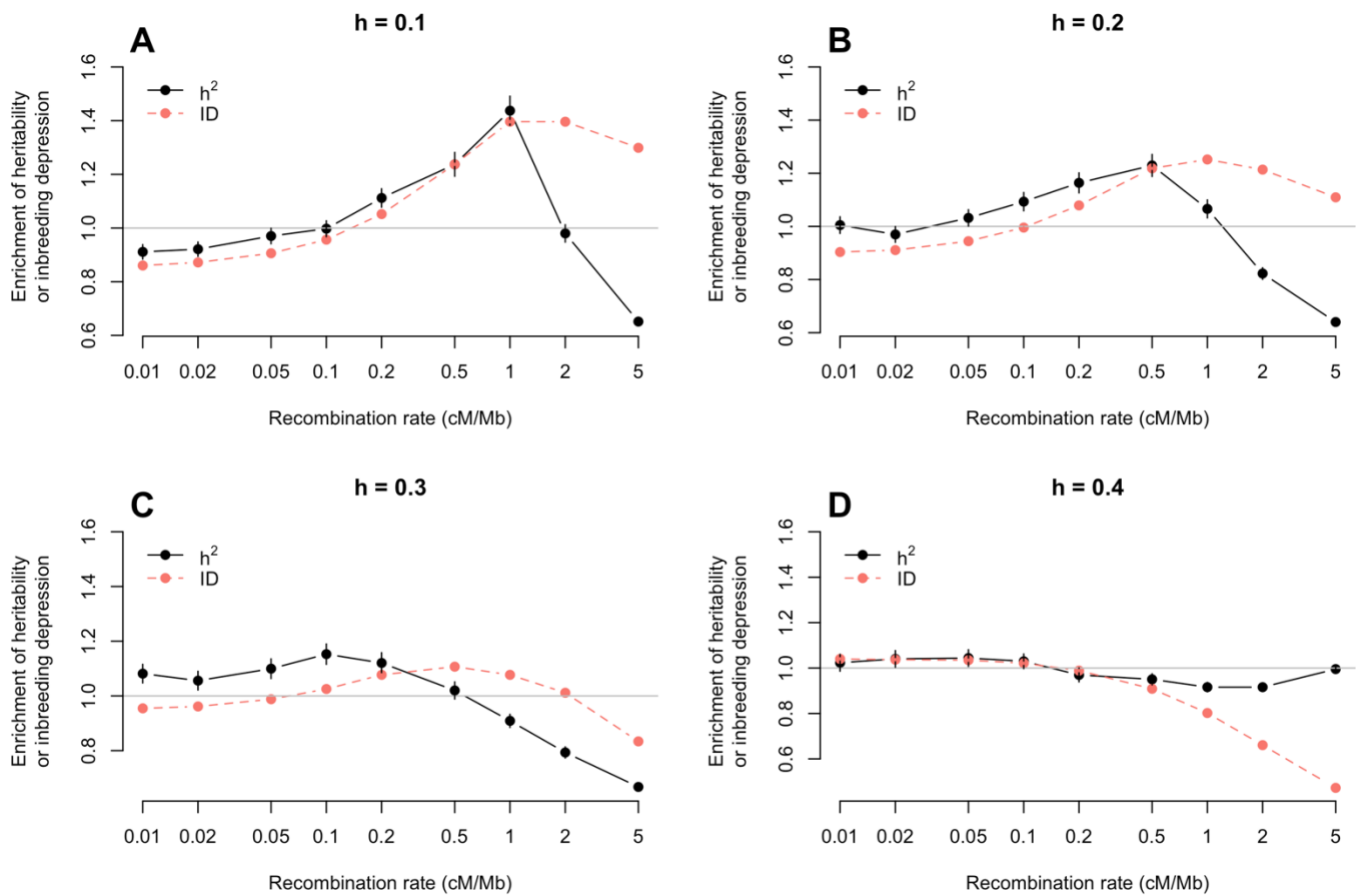 A
h = 0.1
Enrichment of heritability
or inbreeding depression
1.6
1.4
1.2
1.0
0.8
0.6
h²
ID
0.01 0.02 0.05 0.1 0.2 0.5 1 2 5
Recombination rate (cM/Mb)
B
h = 0.2
Enrichment of heritability
or inbreeding depression
1.6
1.4
1.2
1.0
0.8
0.6
h²
ID
0.01 0.02 0.05 0.1 0.2 0.5 1 2 5
Recombination rate (cM/Mb)
C
h = 0.3
Enrichment of heritability
or inbreeding depression
1.6
1.4
1.2
1.0
0.8
h²
ID
0.01 0.02 0.05 0.1 0.2 0.5 1 2 5
Recombination rate (cM/Mb)
D
h = 0.4
Enrichment of heritability
or inbreeding depression
1.6
1.4
1.2
1.0
0.8
0.6
h²
ID
0.01 0.02 0.05 0.1 0.2 0.5 1 2 5
Recombination rate (cM/Mb)